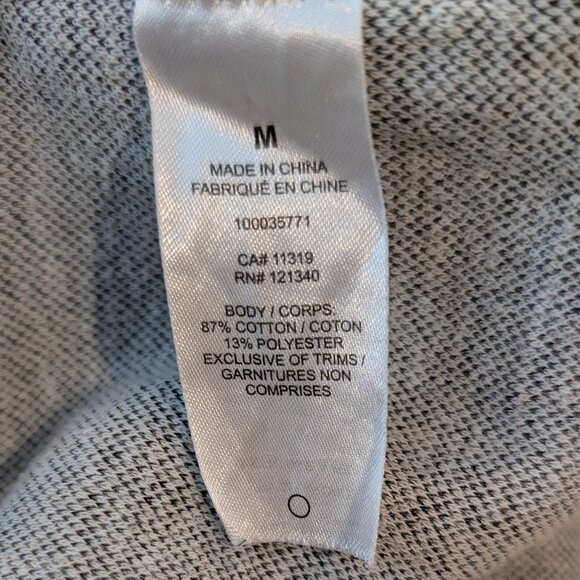 M
MADE IN CHINA
FABRIQUÉ EN CHINE
100035771
CA# 11319
RN# 121340
BODY / CORPS:
87% COTTON / COTON
13% POLYESTER
EXCLUSIVE OF TRIMS /
GARNITURES NON
COMPRISES